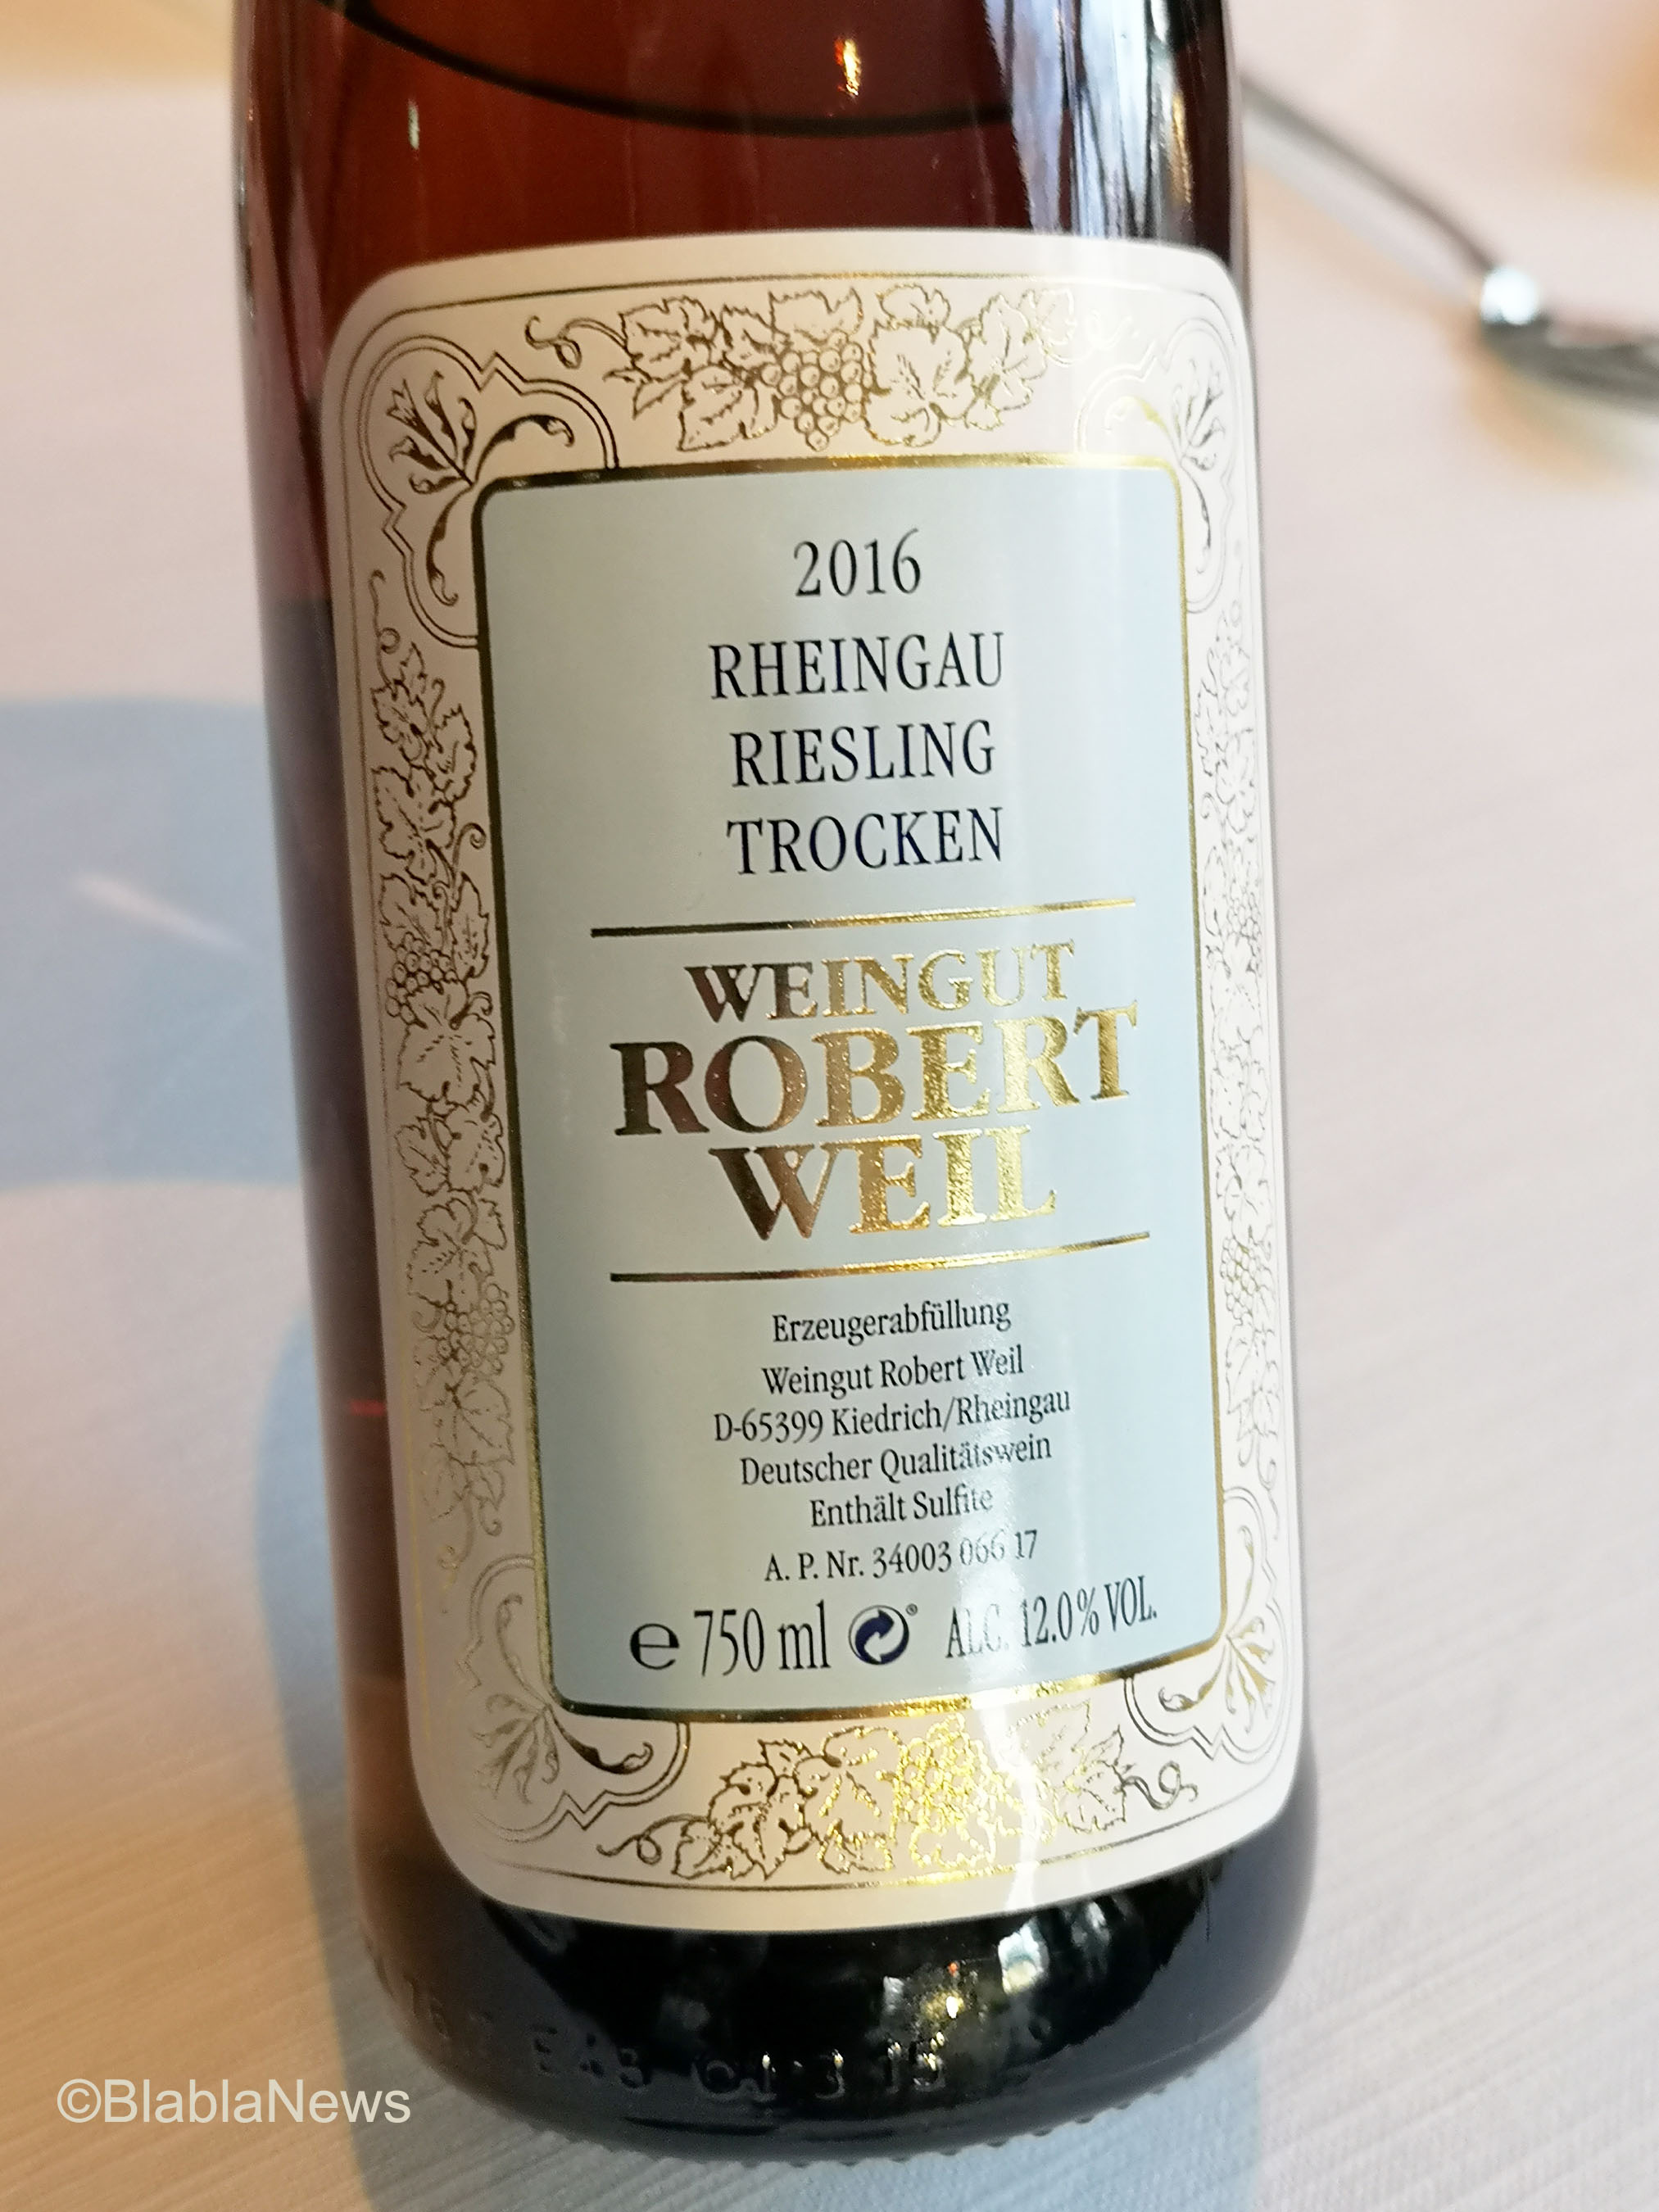 2016
RHEINGAU
RIESLING
TROCKEN
WEINGUT
ROBERT
WEIL
Erzeugerabfüllung
Weingut Robert Weil
D-65399 Kiedrich/Rheingau
Deutscher Qualitätswein
Enthält Sulfite
A. P. Nr. 34003 066 17
℮ 750 ml ALC. 12.0% VOL.
©BlablaNews